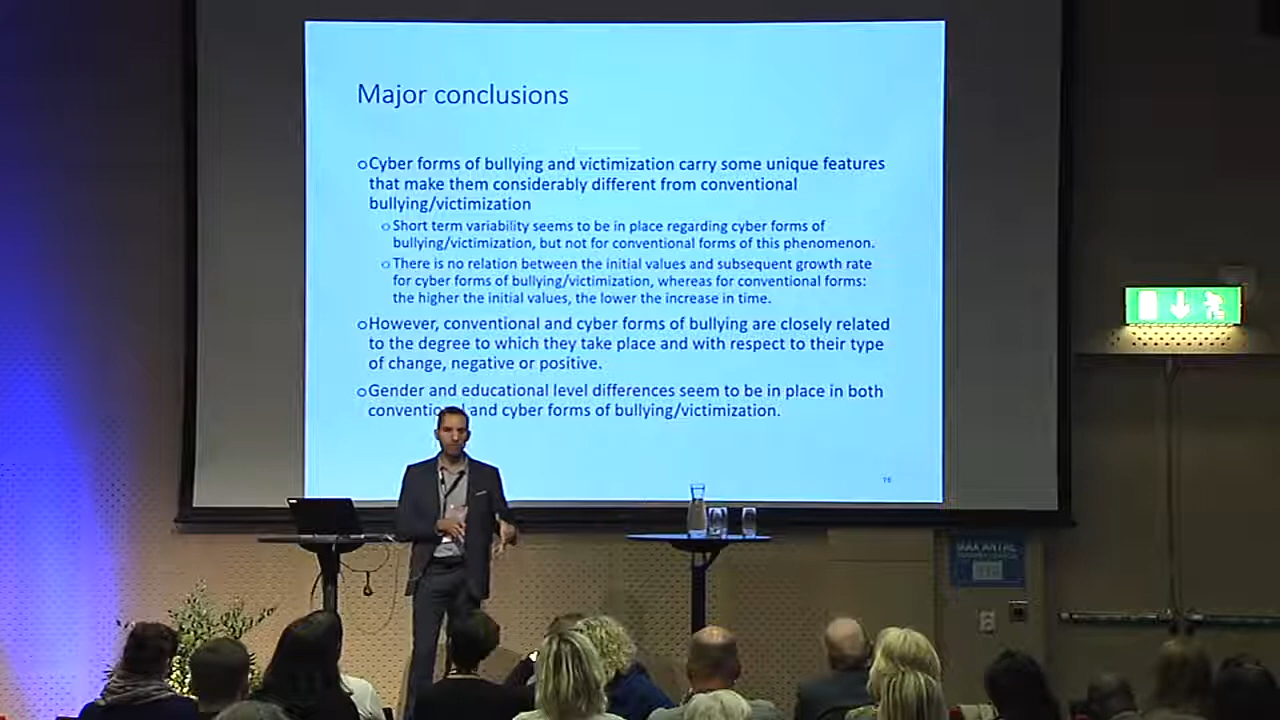 Major conclusions
oCyber forms of bullying and victimization carry some unique features
that make them considerably different from conventional
bullying/victimization
o Short term variability seems to be in place regarding cyber forms of
bullying/victimization, but not for conventional forms of this phenomenon.
o There is no relation between the initial values and subsequent growth rate
for cyber forms of bullying/victimization, whereas for conventional forms:
the higher the initial values, the lower the increase in time.
oHowever, conventional and cyber forms of bullying are closely related
to the degree to which they take place and with respect to their type
of change, negative or positive.
oGender and educational level differences seem to be in place in both
and cyber forms of bullying/victimization.
MAX ANTAL